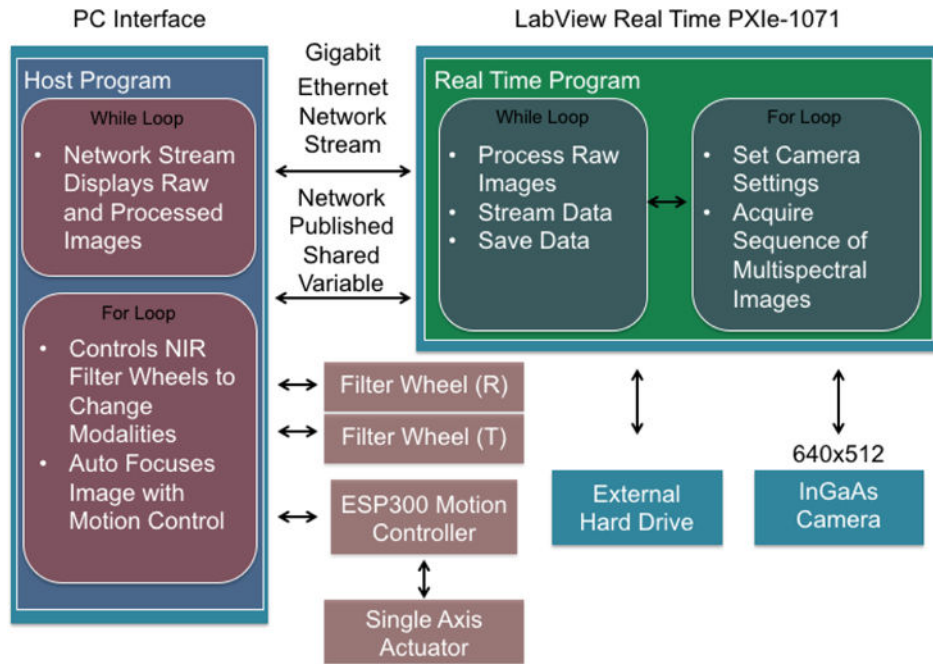 PC Interface
LabView Real Time PXIe-1071
Host Program
While Loop
• Network Stream
Displays Raw
and Processed
Images
For Loop
• Controls NIR
Filter Wheels to
Change
Modalities
• Auto Focuses
Image with
Motion Control
Gigabit
Ethernet
Network
Stream
Network
Published
Shared
Variable
Real Time Program
While Loop
• Process Raw
Images
• Stream Data
• Save Data
For Loop
• Set Camera
Settings
• Acquire
Sequence of
Multispectral
Images
Filter Wheel (R)
Filter Wheel (T)
ESP300 Motion
Controller
Single Axis
Actuator
External
Hard Drive
640x512
InGaAs
Camera